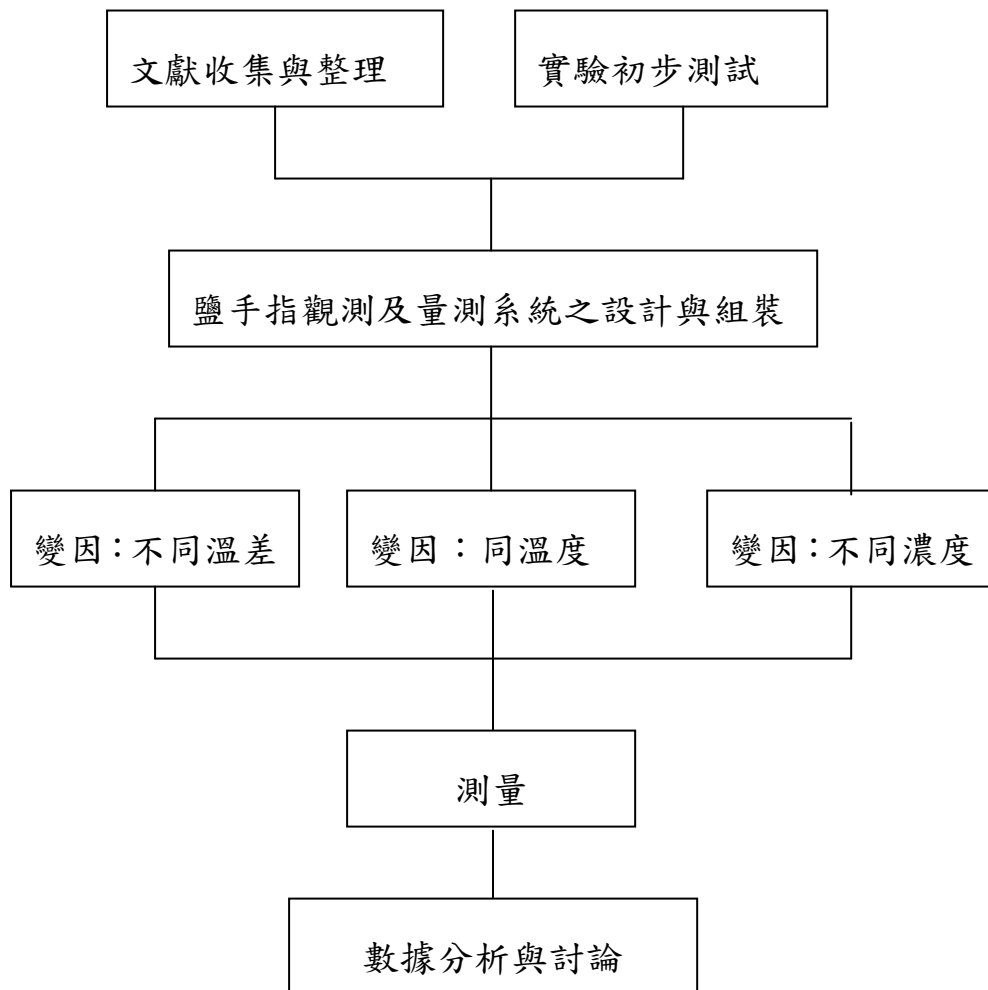 文獻收集與整理
實驗初步測試
鹽手指觀測及量測系統之設計與組裝
變因：不同溫差
變因：同溫度
變因：不同濃度
測量
數據分析與討論